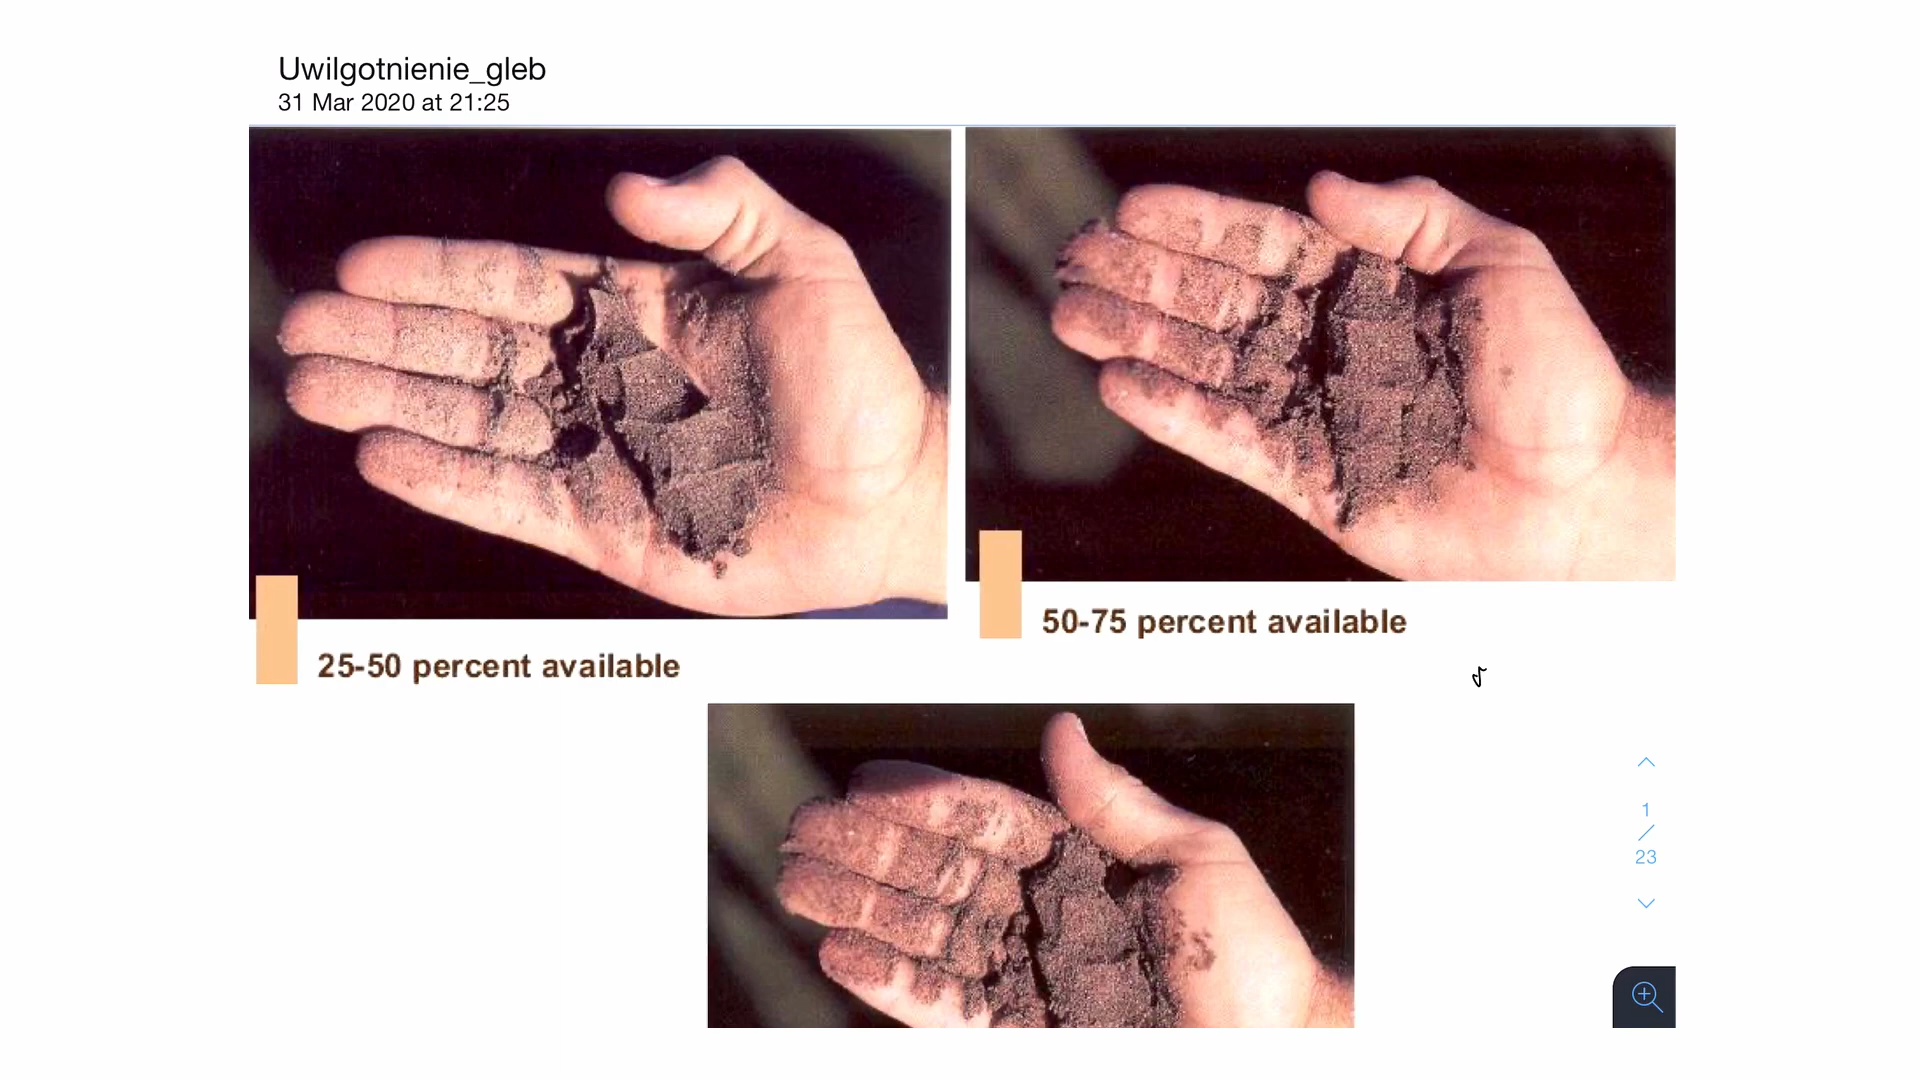 Uwilgotnienie_gleb
31 Mar 2020 at 21:25
25-50 percent available
50-75 percent available
1
/
23